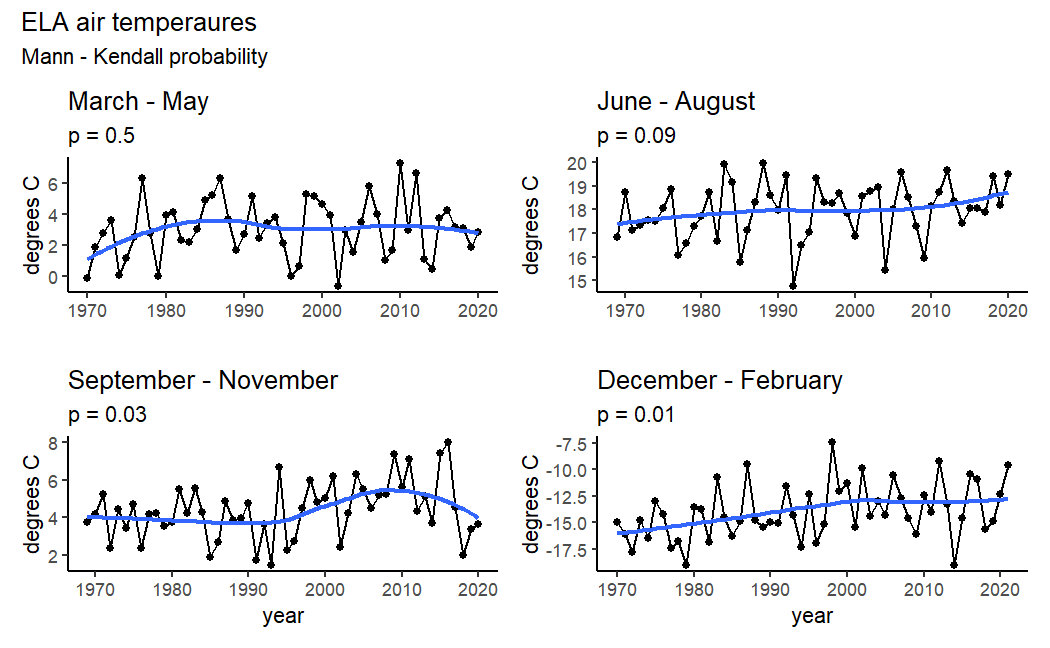 ELA air temperaures
Mann - Kendall probability
March - May
p = 0.5
degrees C
6
4
2
0
1970 1980 1990 2000 2010 2020
June - August
p = 0.09
degrees C
20
19
18
17
16
15
1970 1980 1990 2000 2010 2020
September - November
p = 0.03
degrees C
8
6
4
2
1970 1980 1990 2000 2010 2020
year
December - February
p = 0.01
degrees C
-7.5
-10.0
-12.5
-15.0
-17.5
1970 1980 1990 2000 2010 2020
year